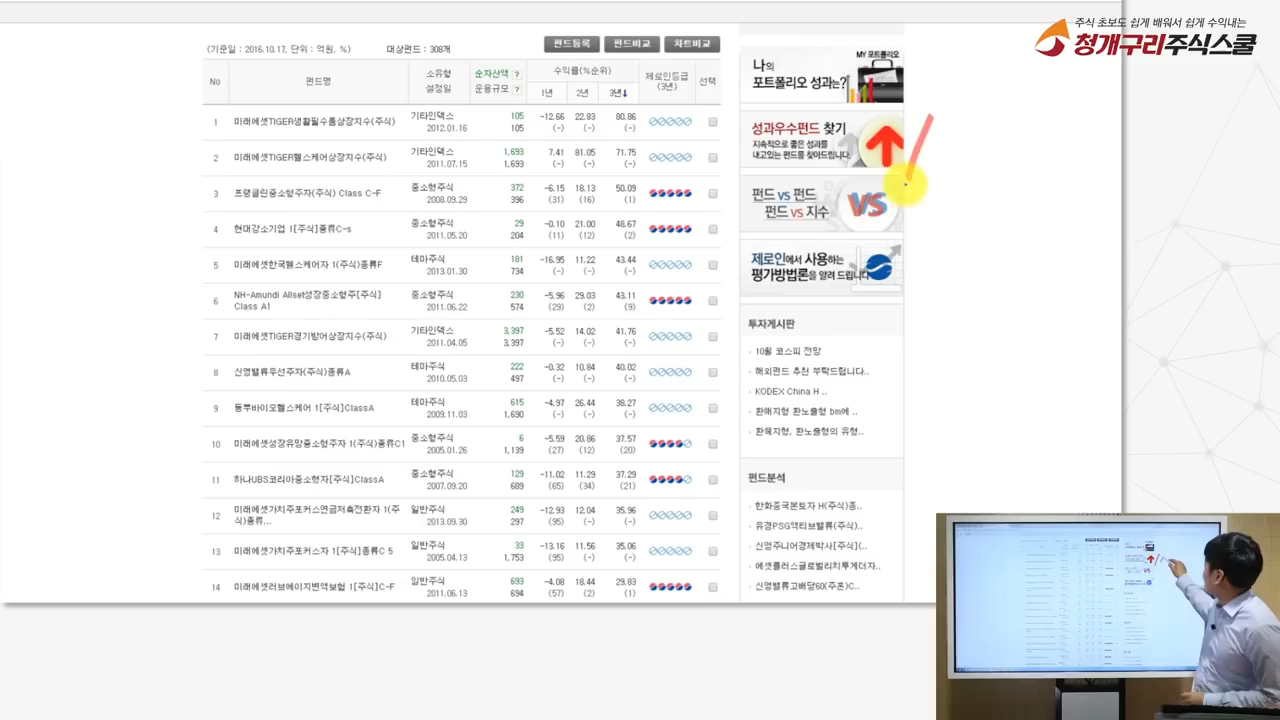 주식 초보도 쉽게 배워서 쉽게 수익내는
청개구리주식스쿨
(기준일 : 2016.10.17, 단위 : 억원, %) 대상펀드 : 308개
펀드등록 펀드비교 차트비교
No 펀드명 소유형 설정일 순자산액 ? 운용규모 ? 수익률(%순위) 제로인등급 (3년) 선택
1년 2년 3년↓
1 미래에셋TIGER생활필수품상장지수(주식) 기타인덱스 105 -12.66 22.83 80.86
2012.01.16 105 (-) (-) (-)
2 미래에셋TIGER헬스케어상장지수(주식) 기타인덱스 1,693 7.41 81.05 71.75
2011.07.15 1,693 (-) (-) (-)
3 프랭클린중소형주자(주식) Class C-F 중소형주식 372 -6.15 18.13 50.09
2008.09.29 396 (31) (16) (1)
4 현대강소기업 1[주식]종류C-s 중소형주식 29 -0.10 21.00 48.67
2011.05.20 204 (11) (12) (2)
5 미래에셋한국헬스케어자 1(주식)종류F 테마주식 181 -16.95 11.22 43.44
2013.01.30 734 (-) (-) (-)
6 NH-Amundi Allset성장중소형주[주식] Class A1 중소형주식 230 -5.96 29.03 43.11
2011.06.22 574 (29) (2) (9)
7 미래에셋TIGER경기방어상장지수(주식) 기타인덱스 3,397 -5.52 14.02 41.76
2011.04.05 3,397 (-) (-) (-)
8 신영밸류우선주자(주식)종류A 테마주식 222 -0.32 10.84 40.02
2010.05.03 497 (-) (-) (-)
9 동부바이오헬스케어 1[주식]ClassA 테마주식 615 -4.97 26.44 38.27
2009.11.03 1,690 (-) (-) (-)
10 미래에셋성장유망중소형주자 1(주식)종류C1 중소형주식 6 -5.59 20.86 37.57
2005.01.26 1,139 (27) (12) (20)
11 하나UBS코리아중소형자[주식]ClassA 중소형주식 129 -11.02 11.29 37.29
2007.09.20 689 (65) (34) (21)
12 미래에셋가치주포커스연금저축전환자 1(주식)종류... 일반주식 249 -12.93 12.04 35.96
2013.09.30 297 (95) (-) (-)
13 미래에셋가치주포커스자 1(주식)종류C-S 일반주식 33 -13.16 11.56 35.06
1,753 (95) (-) (-)
미래에셋러브에이지변액보험 1(주식)C-F 일반주식 593 -4.08 18.44 29.83
694 (57) (2) (1)
MY 포트폴리오
나의
포트폴리오 성과는?
성과우수펀드 찾기
지속적으로 좋은 성과를
내고있는 펀드를 찾아드립니다.
펀드 vs 펀드
펀드 vs 지수
VS
제로인에서 사용하는
평가방법론을 알려 드립니다
투자게시판
10월 코스피 전망
해외펀드 추천 부탁드립니다..
KODEX China H ..
환헤지형 환노출형 bm에 ..
환헤지형, 환노출형의 유형..
펀드분석
한화중국본토자 H(주식)종..
유경PSG액티브밸류(주식)..
신영주니어경제박사[주식](..
에셋플러스글로벌리치투게더자..
신영밸류고배당60(주혼)C..